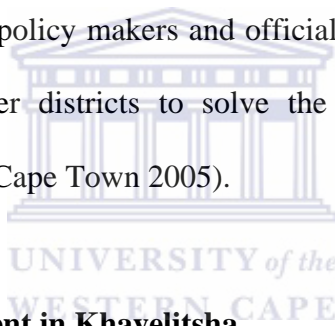 policy makers and official
er districts to solve the
Cape Town 2005).
UNIVERSITY of the
WESTERN CAPE
ent in Khayelitsha